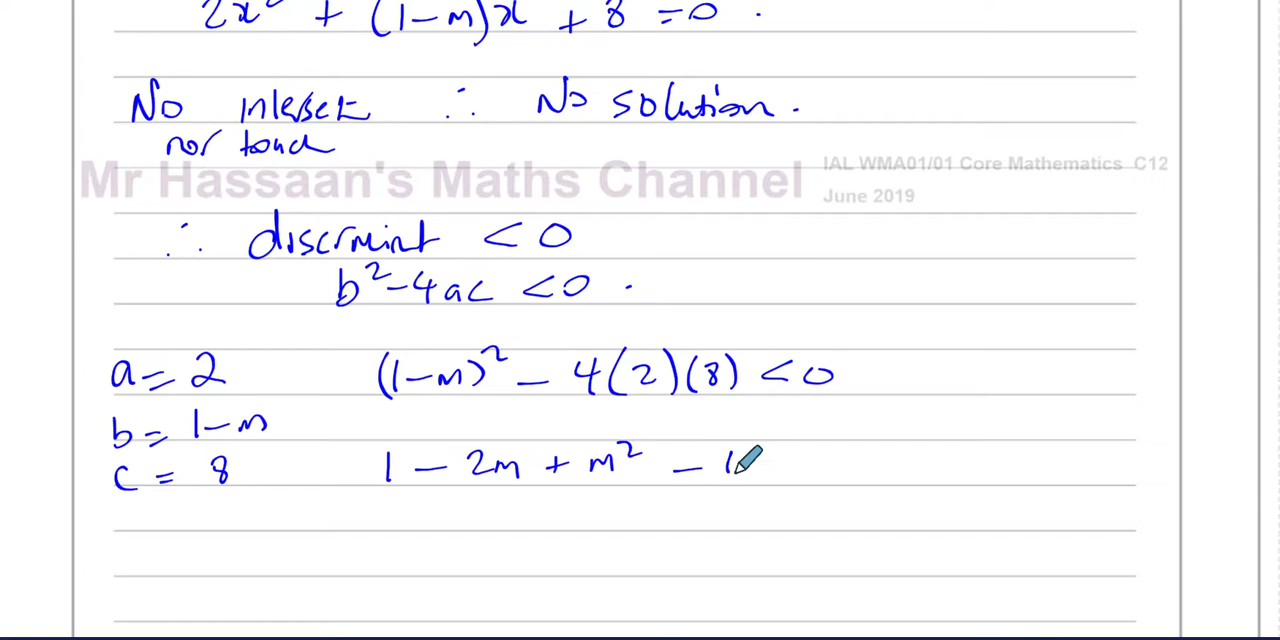 2x² + (1-m)x + 8 = 0 .
No intersect ∴ No solution.
nor touch
Mr Hassaan's Maths Channel
IAL WMA01/01 Core Mathematics C12
June 2019
∴ discrmint < 0
b² - 4ac < 0 .
a = 2 (1-m)² - 4(2)(8) < 0
b = 1-m
c = 8 1 - 2m + m² - 1